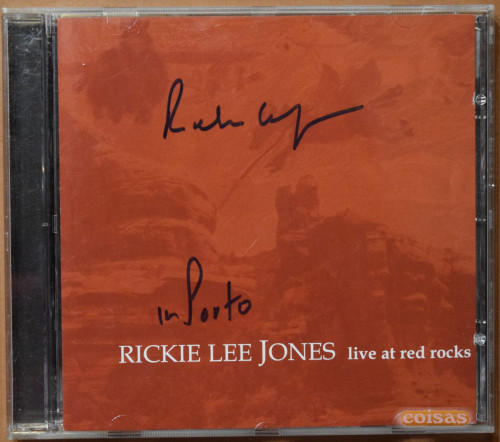 in Porto
RICKIE LEE JONES live at red rocks
coisas